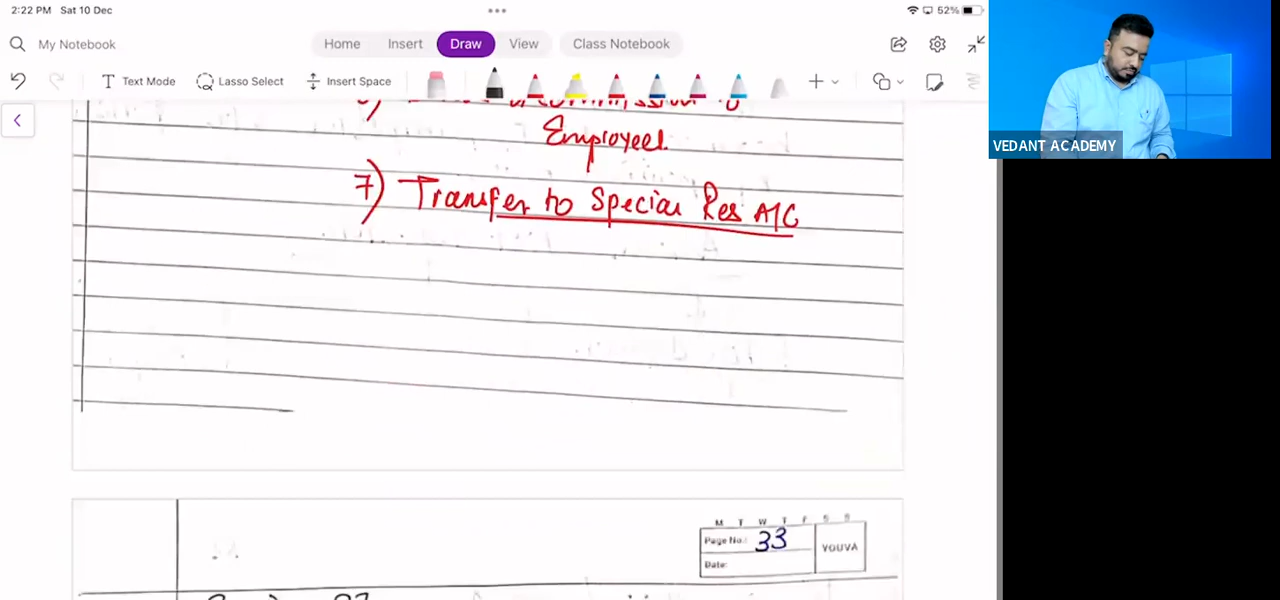 2:22 PM Sat 10 Dec
52%
My Notebook
Home Insert Draw View Class Notebook
Text Mode Lasso Select Insert Space
Employees.
7) Transfer to Special Res A/C
VEDANT ACADEMY
M T W T F S S
Page No.: 33
YOUVA
Date: